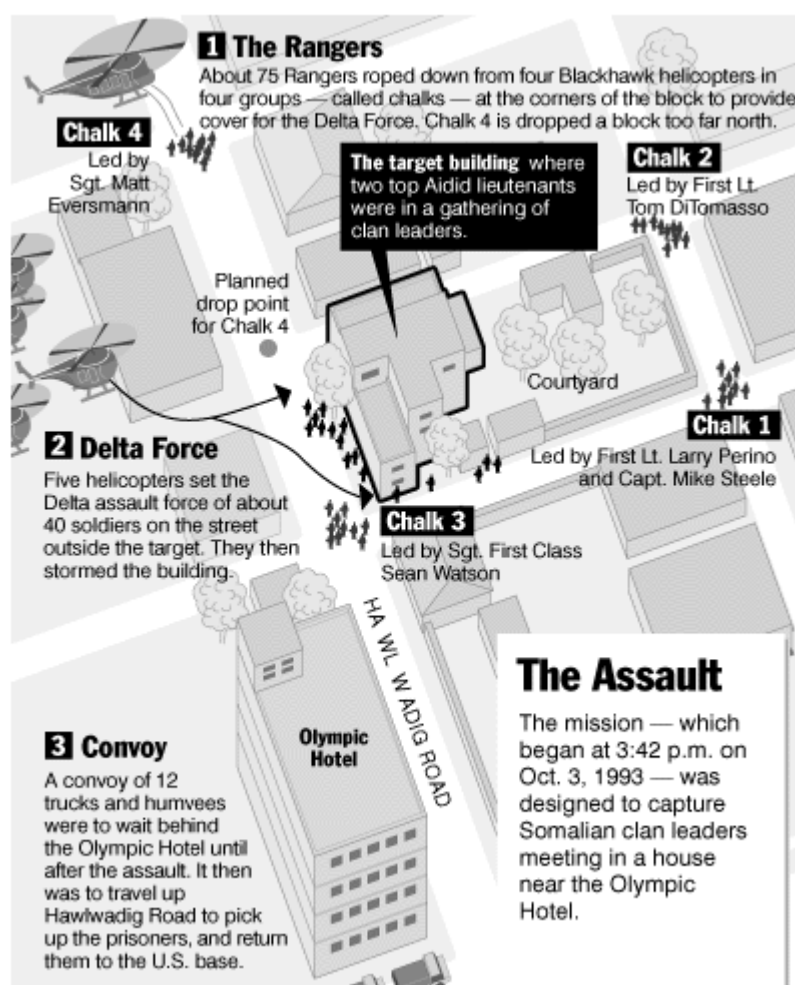 1 The Rangers
About 75 Rangers roped down from four Blackhawk helicopters in
four groups — called chalks — at the corners of the block to provide
cover for the Delta Force. Chalk 4 is dropped a block too far north.
Chalk 4
Led by
Sgt. Matt
Eversmann
The target building where
two top Aidid lieutenants
were in a gathering of
clan leaders.
Chalk 2
Led by First Lt.
Tom DiTomasso
Planned
drop point
for Chalk 4
Courtyard
Chalk 1
Led by First Lt. Larry Perino
and Capt. Mike Steele
2 Delta Force
Five helicopters set the
Delta assault force of about
40 soldiers on the street
outside the target. They then
stormed the building.
Chalk 3
Led by Sgt. First Class
Sean Watson
HAWLWADIG ROAD
Olympic
Hotel
3 Convoy
A convoy of 12
trucks and humvees
were to wait behind
the Olympic Hotel until
after the assault. It then
was to travel up
Hawlwadig Road to pick
up the prisoners, and return
them to the U.S. base.
The Assault
The mission — which
began at 3:42 p.m. on
Oct. 3, 1993 — was
designed to capture
Somalian clan leaders
meeting in a house
near the Olympic
Hotel.